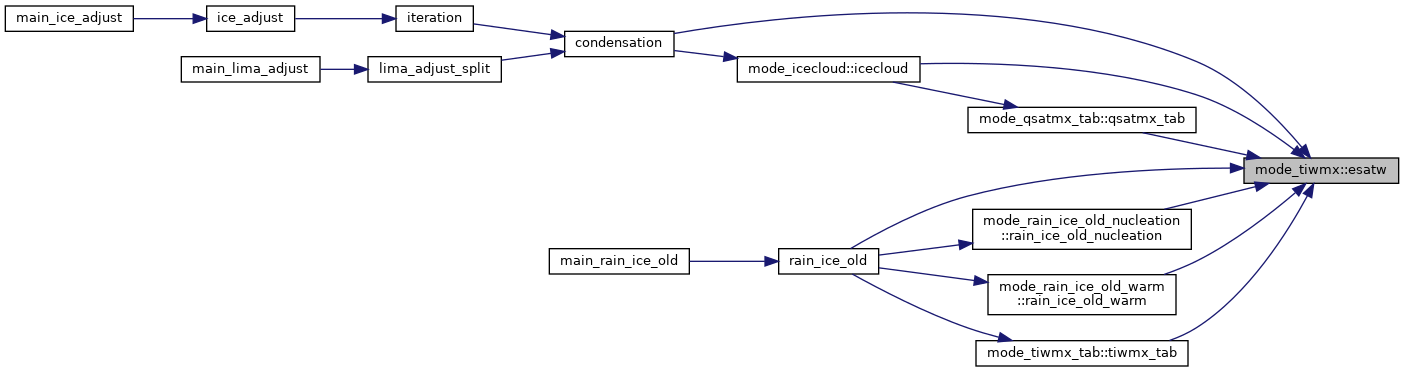 main_ice_adjust
ice_adjust
iteration
condensation
main_lima_adjust
lima_adjust_split
mode_icecloud::icecloud
mode_qsatmx_tab::qsatmx_tab
mode_tiwmx::esatw
mode_rain_ice_old_nucleation
::rain_ice_old_nucleation
main_rain_ice_old
rain_ice_old
mode_rain_ice_old_warm
::rain_ice_old_warm
mode_tiwmx_tab::tiwmx_tab